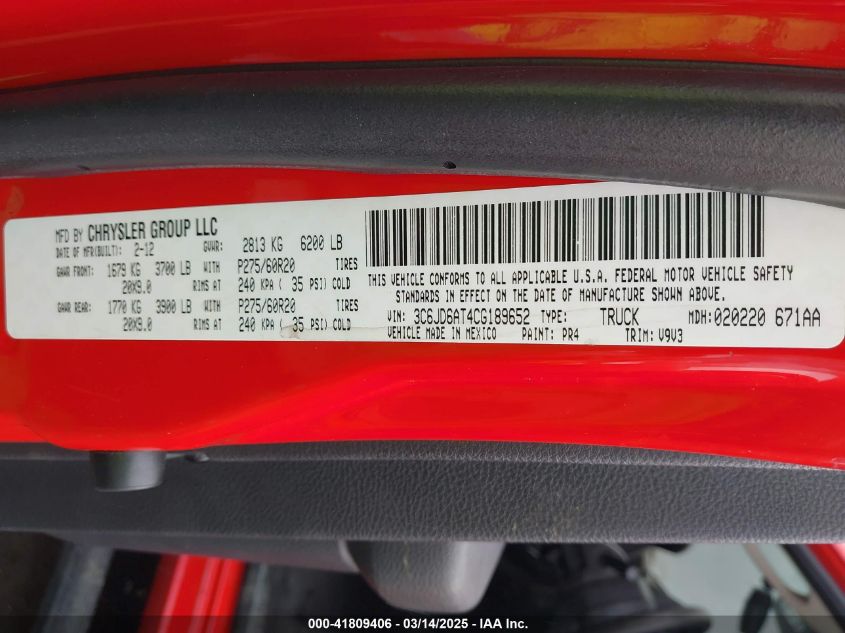 MFD BY CHRYSLER GROUP LLC
DATE OF MFR(BUILT): 2-12 GVWR: 2813 KG 6200 LB
GAWR FRONT: 1679 KG 3700 LB WITH P275/60R20 TIRES
20X9.0 RIMS AT 240 KPA ( 35 PSI) COLD
GAWR REAR: 1770 KG 3900 LB WITH P275/60R20 TIRES
20X9.0 RIMS AT 240 KPA ( 35 PSI) COLD
THIS VEHICLE CONFORMS TO ALL APPLICABLE U.S.A. FEDERAL MOTOR VEHICLE SAFETY
STANDARDS IN EFFECT ON THE DATE OF MANUFACTURE SHOWN ABOVE.
VIN: 3C6JD6AT4CG189652 TYPE: TRUCK MDH: 020220 671AA
VEHICLE MADE IN MEXICO PAINT: PR4 TRIM: V9V3
000-41809406 - 03/14/2025 - IAA Inc.